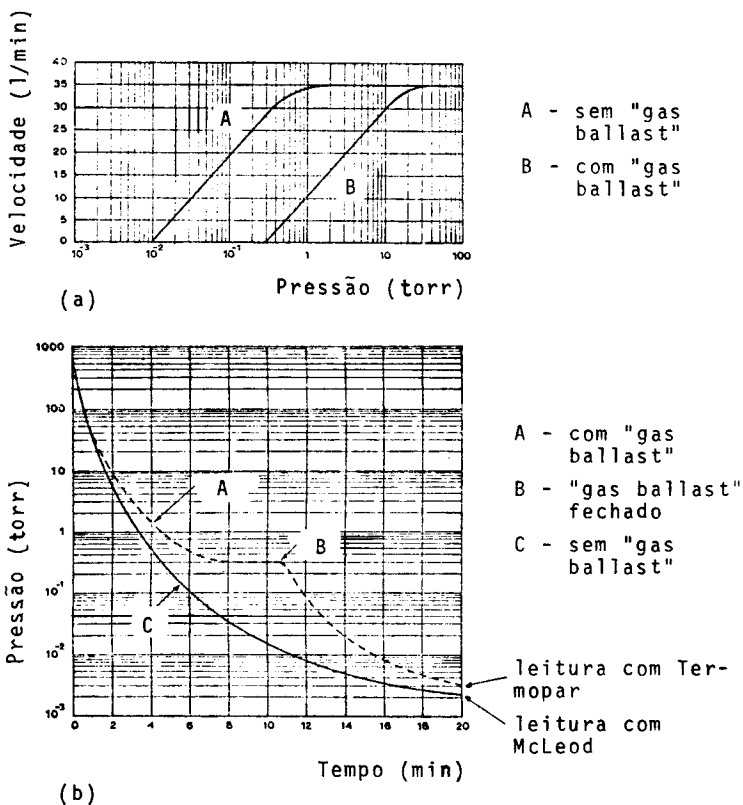 Velocidade (l/min)
40
35
30
25
20
15
10
5
0
A
B
10⁻³
10⁻²
10⁻¹
1
10
100
Pressão (torr)
(a)
A - sem "gas
ballast"
B - com "gas
ballast"
Pressão (torr)
1000
100
10
1
10⁻¹
10⁻²
10⁻³
A
B
C
0
2
4
6
8
10
12
14
16
18
20
Tempo (min)
(b)
A - com "gas
ballast"
B - "gas ballast"
fechado
C - sem "gas
ballast"
leitura com Ter-
mopar
leitura com
McLeod